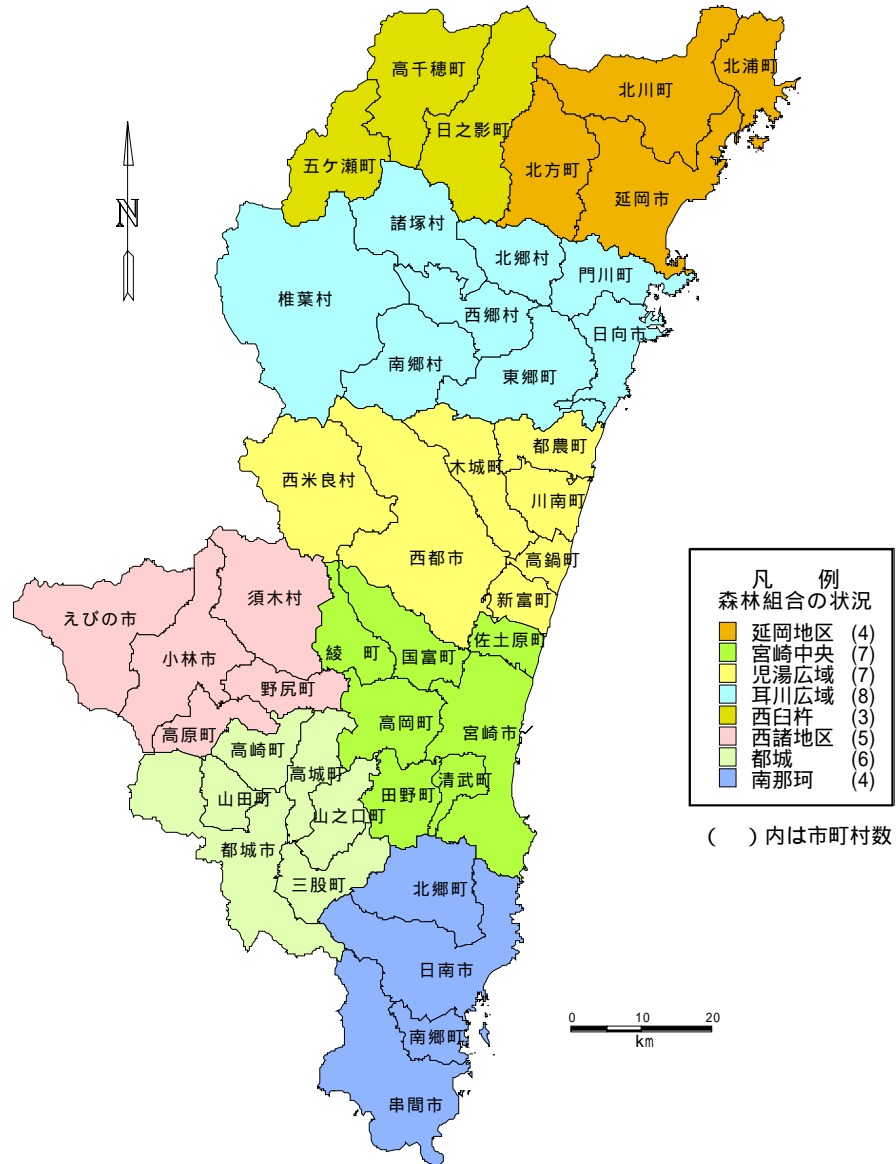 高千穂町
北浦町
北川町
日之影町
五ケ瀬町
北方町
延岡市
N
諸塚村
北郷村
門川町
椎葉村
西郷村
日向市
南郷村
東郷町
都農町
木城町
西米良村
川南町
西都市
高鍋町
新富町
須木村
えびの市
佐土原町
綾 町
国富町
小林市
野尻町
高岡町
宮崎市
高原町
高崎町
高城町
清武町
田野町
山田町
山之口町
都城市
三股町
北郷町
日南市
南郷町
串間市
凡 例
森林組合の状況
延岡地区 (4)
宮崎中央 (7)
児湯広域 (7)
耳川広域 (8)
西臼杵 (3)
西諸地区 (5)
都城 (6)
南那珂 (4)
( )内は市町村数
0 10 20
km